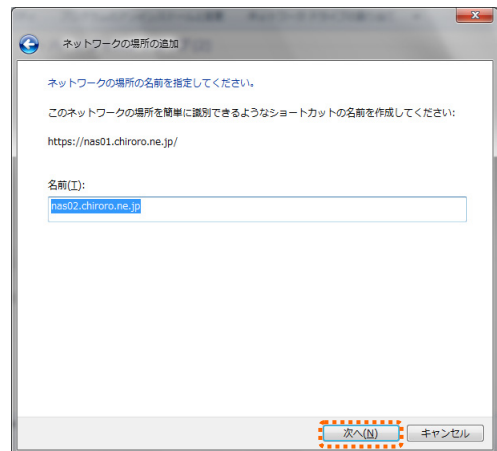 ネットワークの場所の追加
ネットワークの場所の名前を指定してください。
このネットワークの場所を簡単に識別できるようなショートカットの名前を作成してください:
https://nas01.chiroro.ne.jp/
名前(T):
nas02.chiroro.ne.jp
次へ(N)
キャンセル